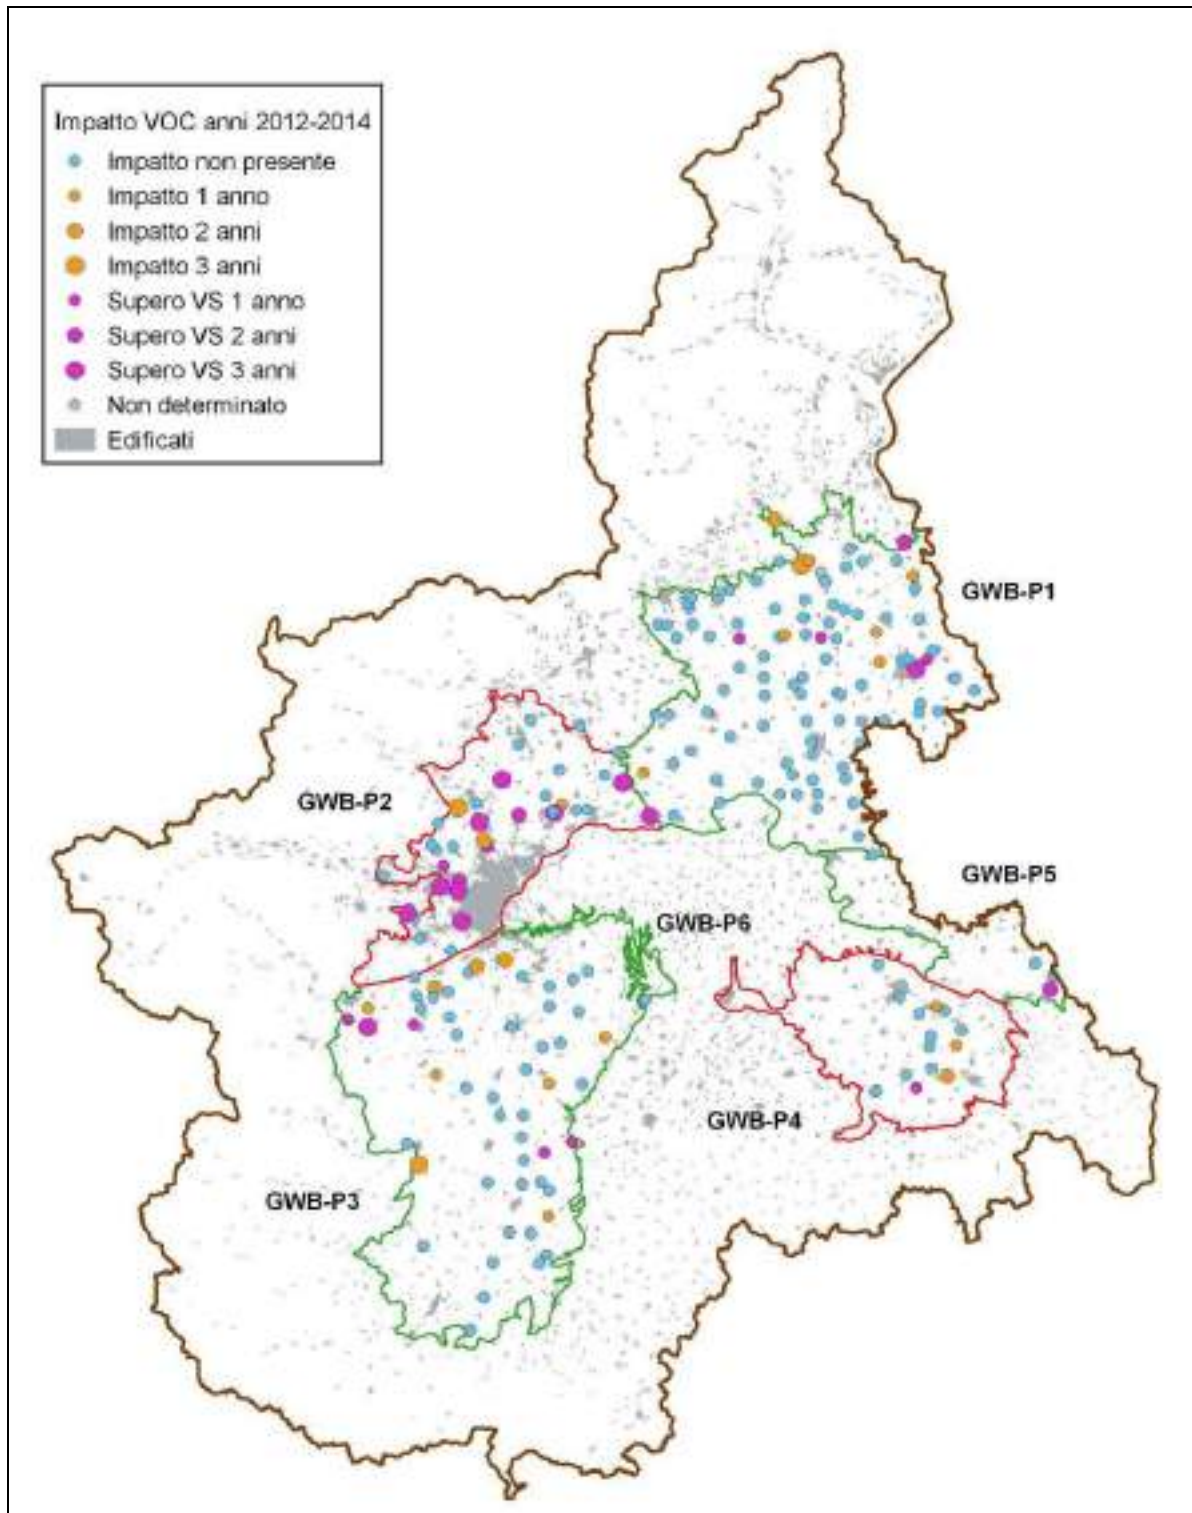 Impatto VOC anni 2012-2014
Impatto non presente
Impatto 1 anno
Impatto 2 anni
Impatto 3 anni
Supero VS 1 anno
Supero VS 2 anni
Supero VS 3 anni
Non determinato
Edificati
GWB-P1
GWB-P2
GWB-P5
GWB-P6
GWB-P4
GWB-P3